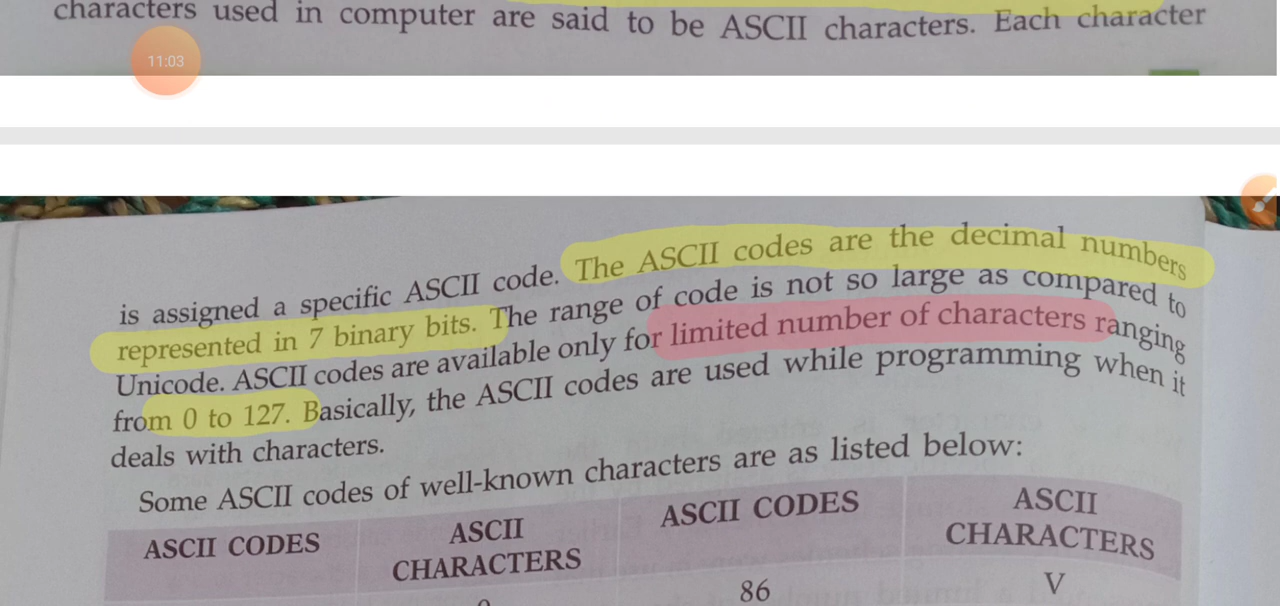 characters used in computer are said to be ASCII characters. Each character
11:03
is assigned a specific ASCII code. The ASCII codes are the decimal numbers
represented in 7 binary bits. The range of code is not so large as compared to
Unicode. ASCII codes are available only for limited number of characters ranging
from 0 to 127. Basically, the ASCII codes are used while programming when it
deals with characters.
Some ASCII codes of well-known characters are as listed below:
ASCII CODES ASCII CHARACTERS ASCII CODES ASCII CHARACTERS
86 V